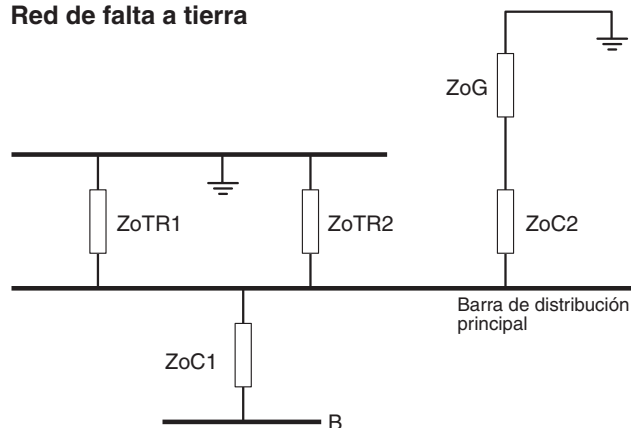 Red de falta a tierra
ZoG
ZoTR1
ZoTR2
ZoC2
Barra de distribución
principal
ZoC1
B